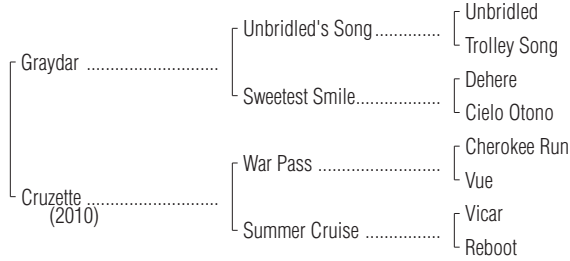 Unbridled
Unbridled's Song..............
Trolley Song
Graydar ............................
Dehere
Sweetest Smile..................
Cielo Otono
Cherokee Run
War Pass ..........................
Vue
Cruzette ............................
(2010)
Vicar
Summer Cruise ................
Reboot